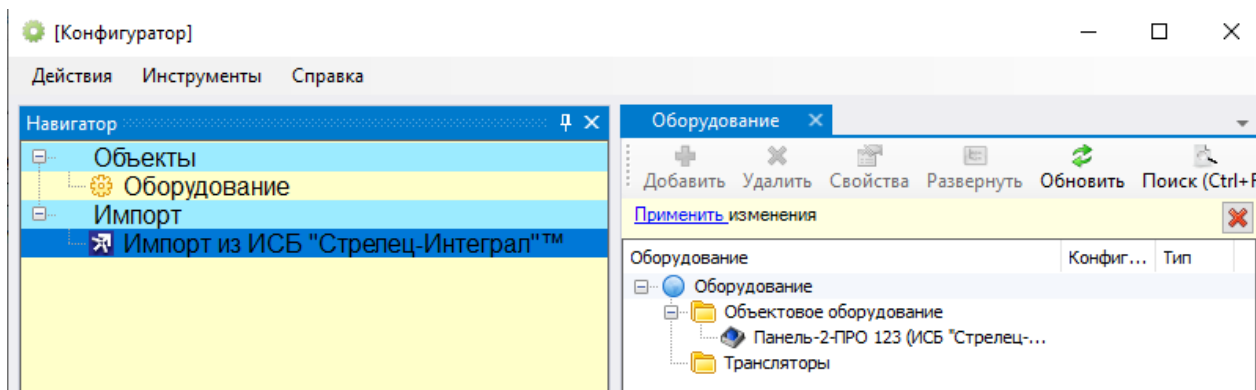 [Конфигуратор]
Действия Инструменты Справка
Навигатор
Объекты
Оборудование
Импорт
Импорт из ИСБ "Стрелец-Интеграл"™
Оборудование
Добавить Удалить Свойства Развернуть Обновить Поиск (Ctrl+F
Применить изменения
Оборудование Конфиг... Тип
Оборудование
Объектовое оборудование
Панель-2-ПРО 123 (ИСБ "Стрелец-...
Трансляторы